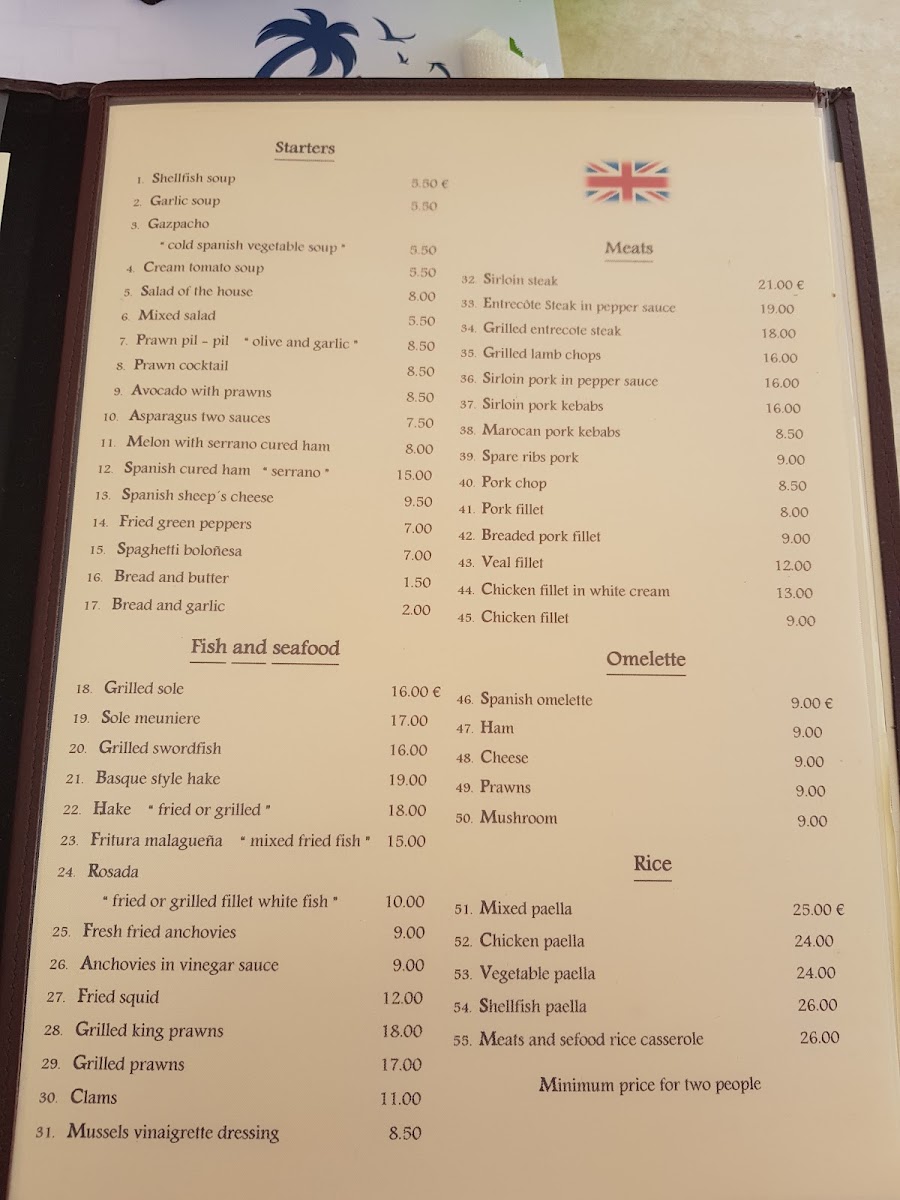 Starters
1. Shellfish soup 5.50 €
2. Garlic soup 5.50
3. Gazpacho
" cold spanish vegetable soup " 5.50
4. Cream tomato soup 5.50
5. Salad of the house 8.00
6. Mixed salad 5.50
7. Prawn pil - pil " olive and garlic " 8.50
8. Prawn cocktail 8.50
9. Avocado with prawns 8.50
10. Asparagus two sauces 7.50
11. Melon with serrano cured ham 8.00
12. Spanish cured ham " serrano " 15.00
13. Spanish sheep´s cheese 9.50
14. Fried green peppers 7.00
15. Spaghetti boloñesa 7.00
16. Bread and butter 1.50
17. Bread and garlic 2.00
Fish and seafood
18. Grilled sole 16.00 €
19. Sole meuniere 17.00
20. Grilled swordfish 16.00
21. Basque style hake 19.00
22. Hake " fried or grilled " 18.00
23. Fritura malagueña " mixed fried fish " 15.00
24. Rosada
" fried or grilled fillet white fish " 10.00
25. Fresh fried anchovies 9.00
26. Anchovies in vinegar sauce 9.00
27. Fried squid 12.00
28. Grilled king prawns 18.00
29. Grilled prawns 17.00
30. Clams 11.00
31. Mussels vinaigrette dressing 8.50
Meats
32. Sirloin steak 21.00 €
33. Entrecôte Steak in pepper sauce 19.00
34. Grilled entrecote steak 18.00
35. Grilled lamb chops 16.00
36. Sirloin pork in pepper sauce 16.00
37. Sirloin pork kebabs 16.00
38. Marocan pork kebabs 8.50
39. Spare ribs pork 9.00
40. Pork chop 8.50
41. Pork fillet 8.00
42. Breaded pork fillet 9.00
43. Veal fillet 12.00
44. Chicken fillet in white cream 13.00
45. Chicken fillet 9.00
Omelette
46. Spanish omelette 9.00 €
47. Ham 9.00
48. Cheese 9.00
49. Prawns 9.00
50. Mushroom 9.00
Rice
51. Mixed paella 25.00 €
52. Chicken paella 24.00
53. Vegetable paella 24.00
54. Shellfish paella 26.00
55. Meats and sefood rice casserole 26.00
Minimum price for two people